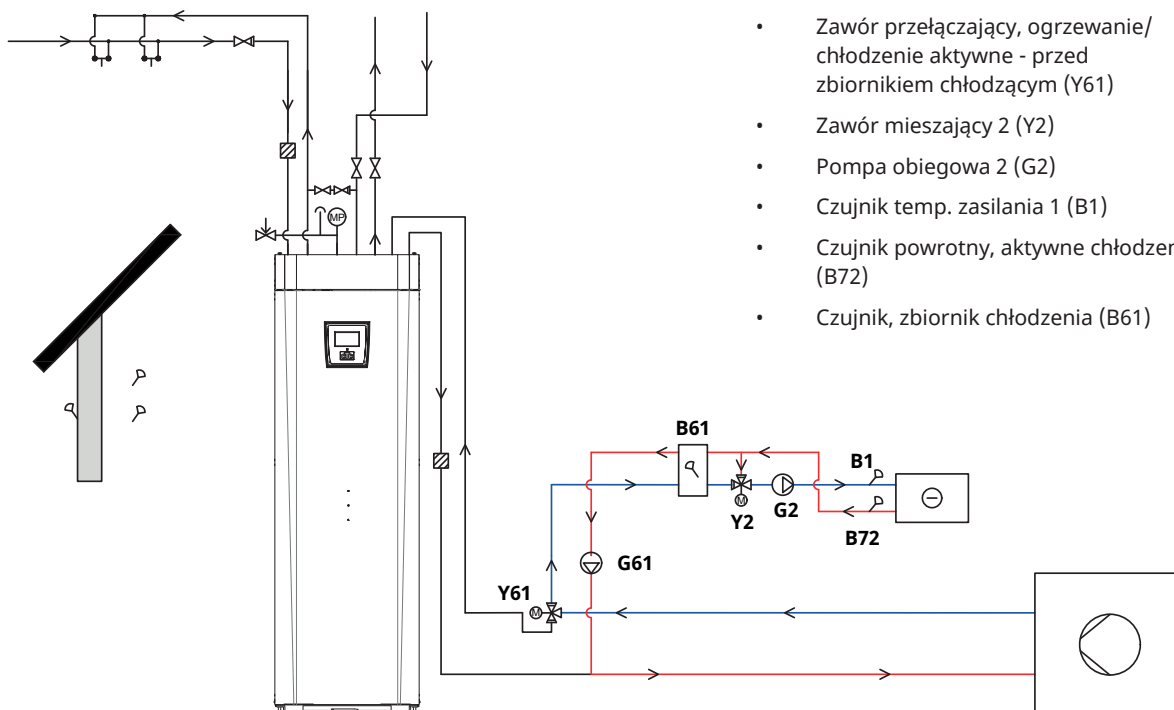 • Zawór przełączający, ogrzewanie/
chłodzenie aktywne - przed
zbiornikiem chłodzącym (Y61)
• Zawór mieszający 2 (Y2)
• Pompa obiegowa 2 (G2)
• Czujnik temp. zasilania 1 (B1)
• Czujnik powrotny, aktywne chłodzen
(B72)
• Czujnik, zbiornik chłodzenia (B61)
MP
B61
B1
M
Y2
G2
B72
G61
Y61
M